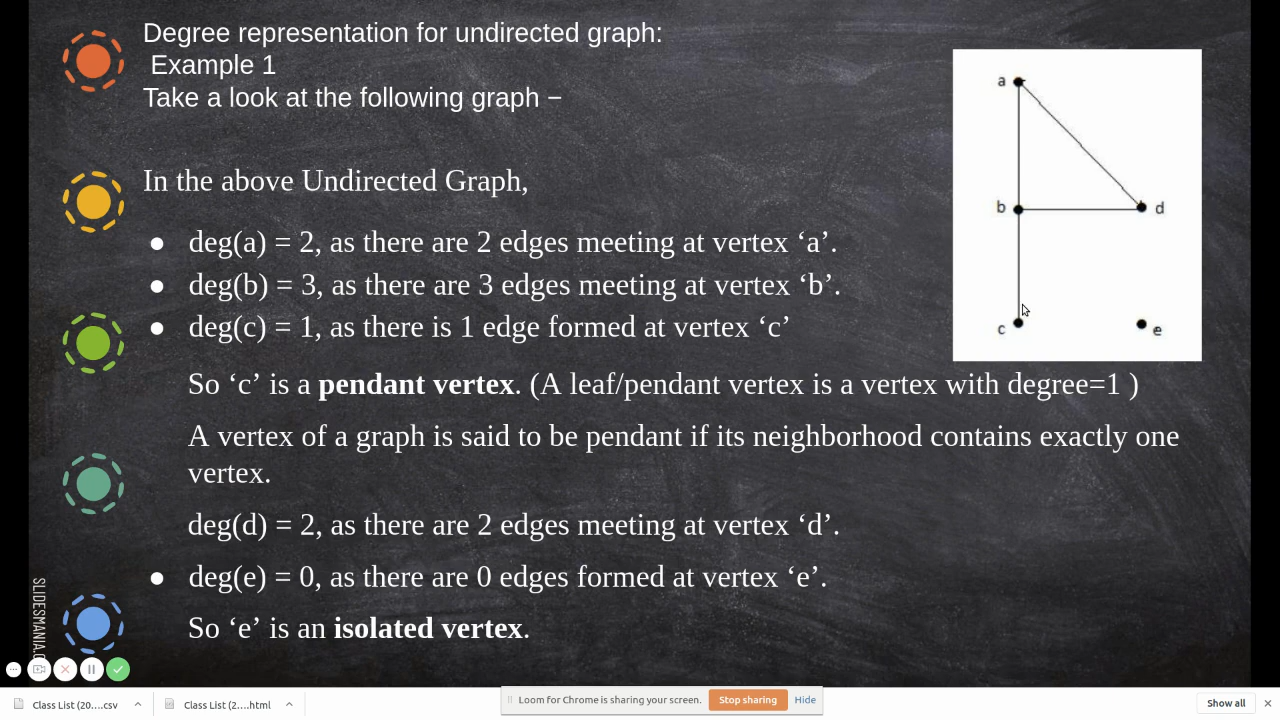 Degree representation for undirected graph:
Example 1
Take a look at the following graph −
a
b
d
c
e
In the above Undirected Graph,
● deg(a) = 2, as there are 2 edges meeting at vertex ‘a’.
● deg(b) = 3, as there are 3 edges meeting at vertex ‘b’.
● deg(c) = 1, as there is 1 edge formed at vertex ‘c’
So ‘c’ is a pendant vertex. (A leaf/pendant vertex is a vertex with degree=1 )
A vertex of a graph is said to be pendant if its neighborhood contains exactly one
vertex.
deg(d) = 2, as there are 2 edges meeting at vertex ‘d’.
● deg(e) = 0, as there are 0 edges formed at vertex ‘e’.
So ‘e’ is an isolated vertex.
SLIDESMANIA.
Class List (20....csv
Class List (2....html
Loom for Chrome is sharing your screen.
Stop sharing
Hide
Show all